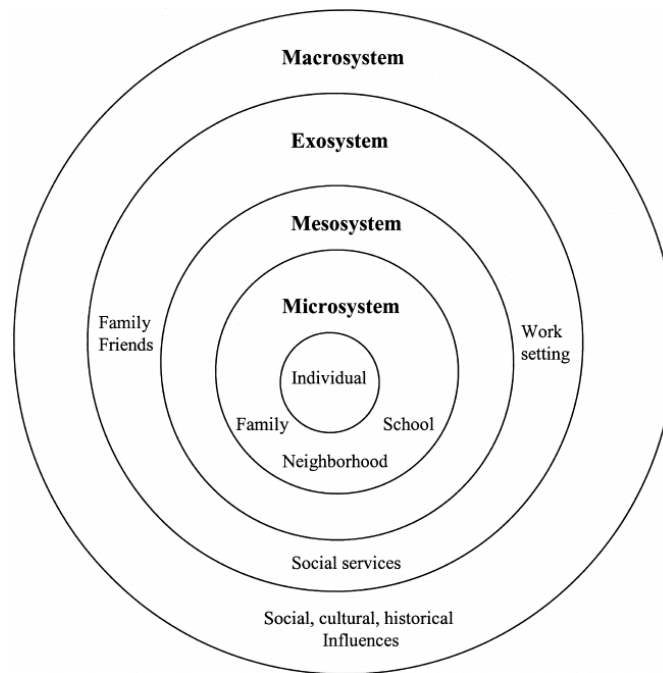 Macrosystem
Exosystem
Mesosystem
Microsystem
Family
Friends
Work
setting
Individual
Family
School
Neighborhood
Social services
Social, cultural, historical
Influences